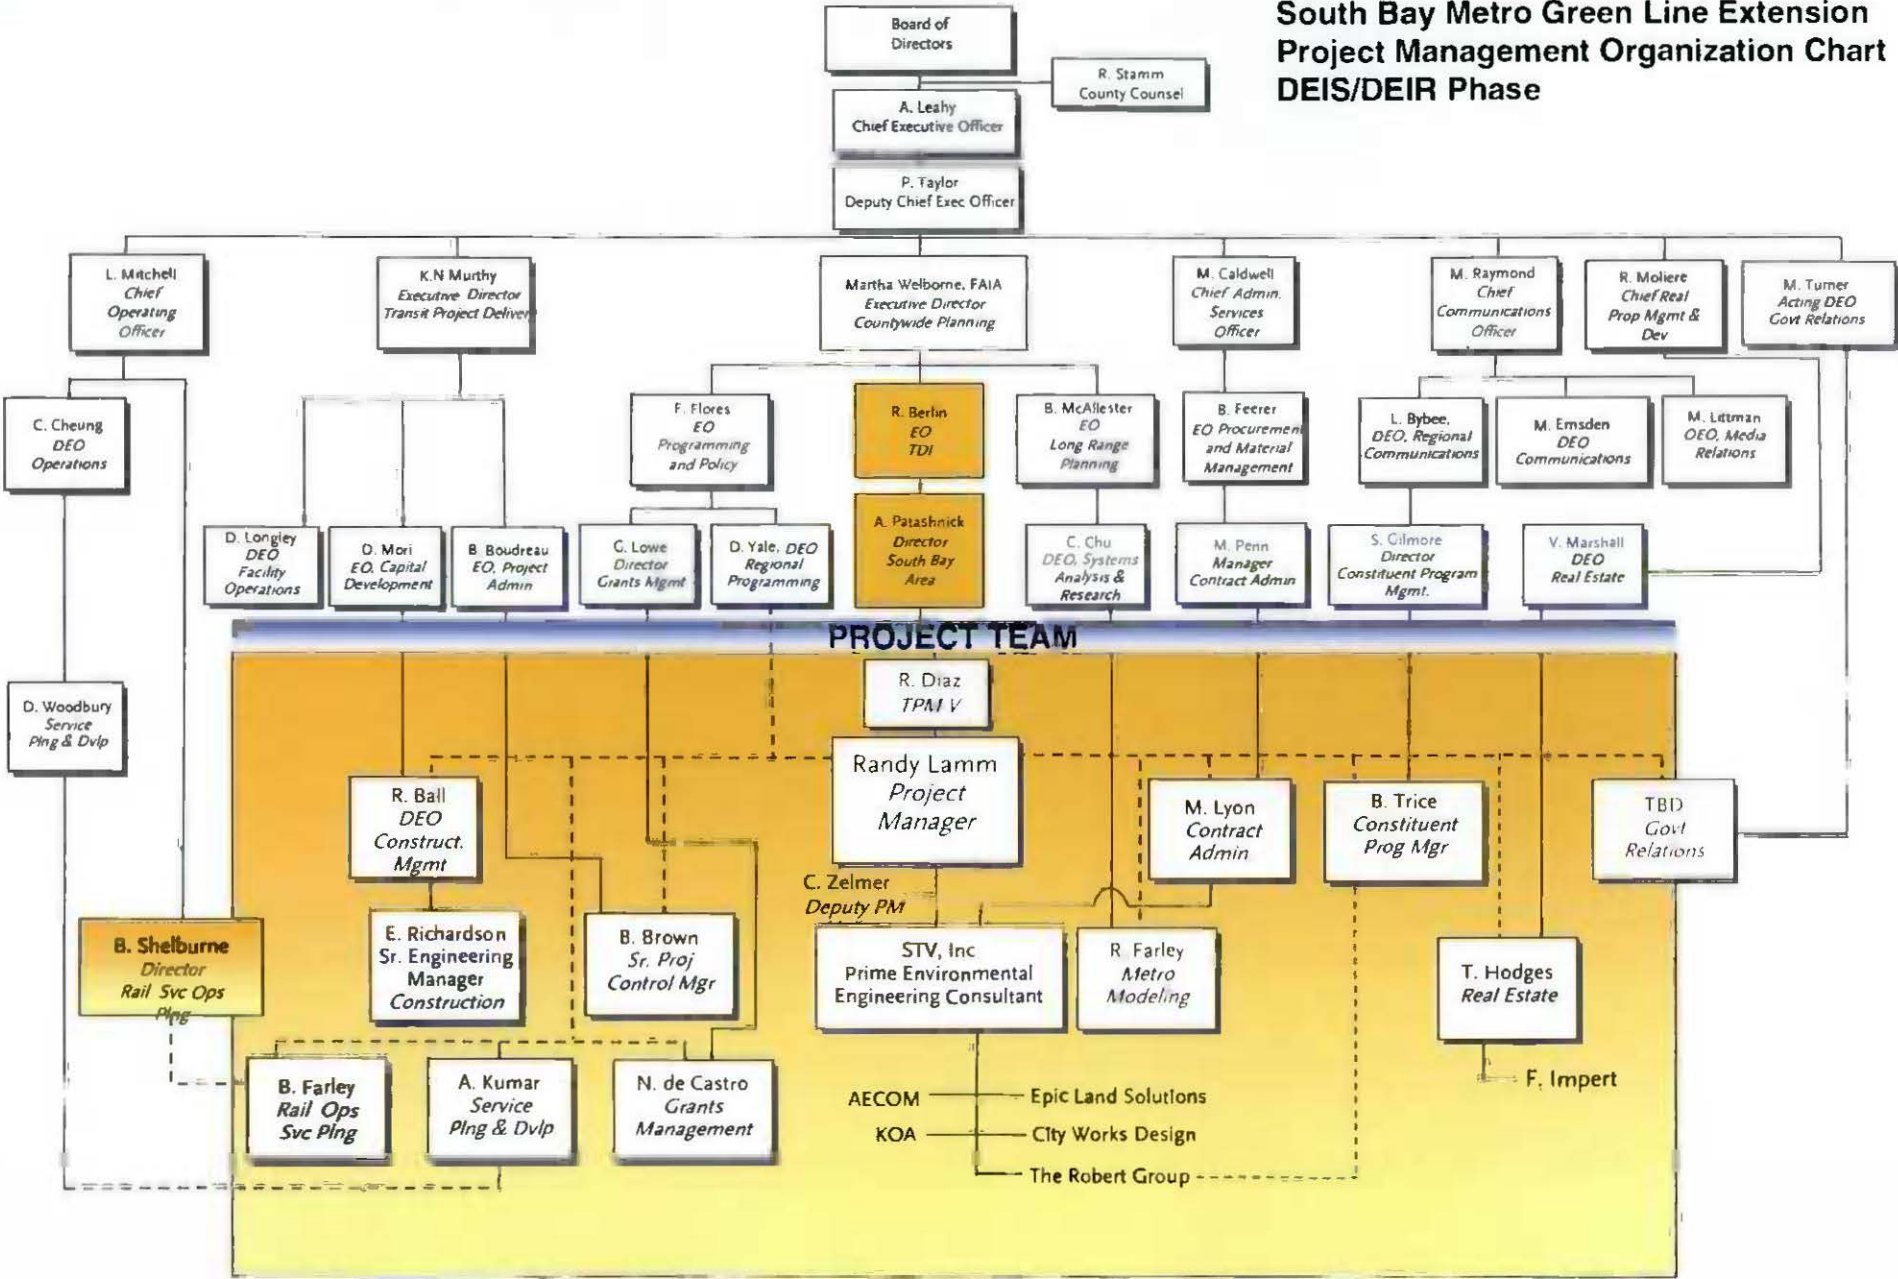 South Bay Metro Green Line Extension
Project Management Organization Chart
DEIS/DEIR Phase
Board of
Directors
R. Stamm
County Counsel
A. Leahy
Chief Executive Officer
P. Taylor
Deputy Chief Exec Officer
L. Mitchell
Chief
Operating
Officer
K.N Murthy
Executive Director
Transit Project Deliver
Martha Welborne, FAIA
Executive Director
Countywide Planning
M. Caldwell
Chief Admin.
Services
Officer
M. Raymond
Chief
Communications
Officer
R. Moliere
Chief Real
Prop Mgmt &
Dev
M. Turner
Acting DEO
Govt Relations
C. Cheung
DEO
Operations
F. Flores
EO
Programming
and Policy
R. Berlin
EO
TDI
B. McAllester
EO
Long Range
Planning
B. Feerer
EO Procuremen
and Material
Management
L. Bybee,
DEO, Regional
Communications
M. Emsden
DEO
Communications
M. Littman
OEO, Media
Relations
D. Longley
DEO
Facility
Operations
D. Mori
EO, Capital
Development
B. Boudreau
EO, Project
Admin
G. Lowe
Director
Grants Mgmt
D. Yale, DEO
Regional
Programming
A. Patashnick
Director
South Bay
Area
C. Chu
DEO, Systems
Analysis &
Research
M. Penn
Manager
Contract Admin
S. Gilmore
Director
Constituent Program
Mgmt.
V. Marshall
DEO
Real Estate
PROJECT TEAM
D. Woodbury
Service
Plng & Dvlp
R. Diaz
TPM V
Randy Lamm
Project
Manager
R. Ball
DEO
Construct.
Mgmt
M. Lyon
Contract
Admin
B. Trice
Constituent
Prog Mgr
TBD
Govt
Relations
C. Zelmer
Deputy PM
B. Shelburne
Director
Rail Svc Ops
Plng
E. Richardson
Sr. Engineering
Manager
Construction
B. Brown
Sr. Proj
Control Mgr
STV, Inc
Prime Environmental
Engineering Consultant
R. Farley
Metro
Modeling
T. Hodges
Real Estate
B. Farley
Rail Ops
Svc Plng
A. Kumar
Service
Plng & Dvlp
N. de Castro
Grants
Management
F. Impert
AECOM
Epic Land Solutions
KOA
City Works Design
The Robert Group